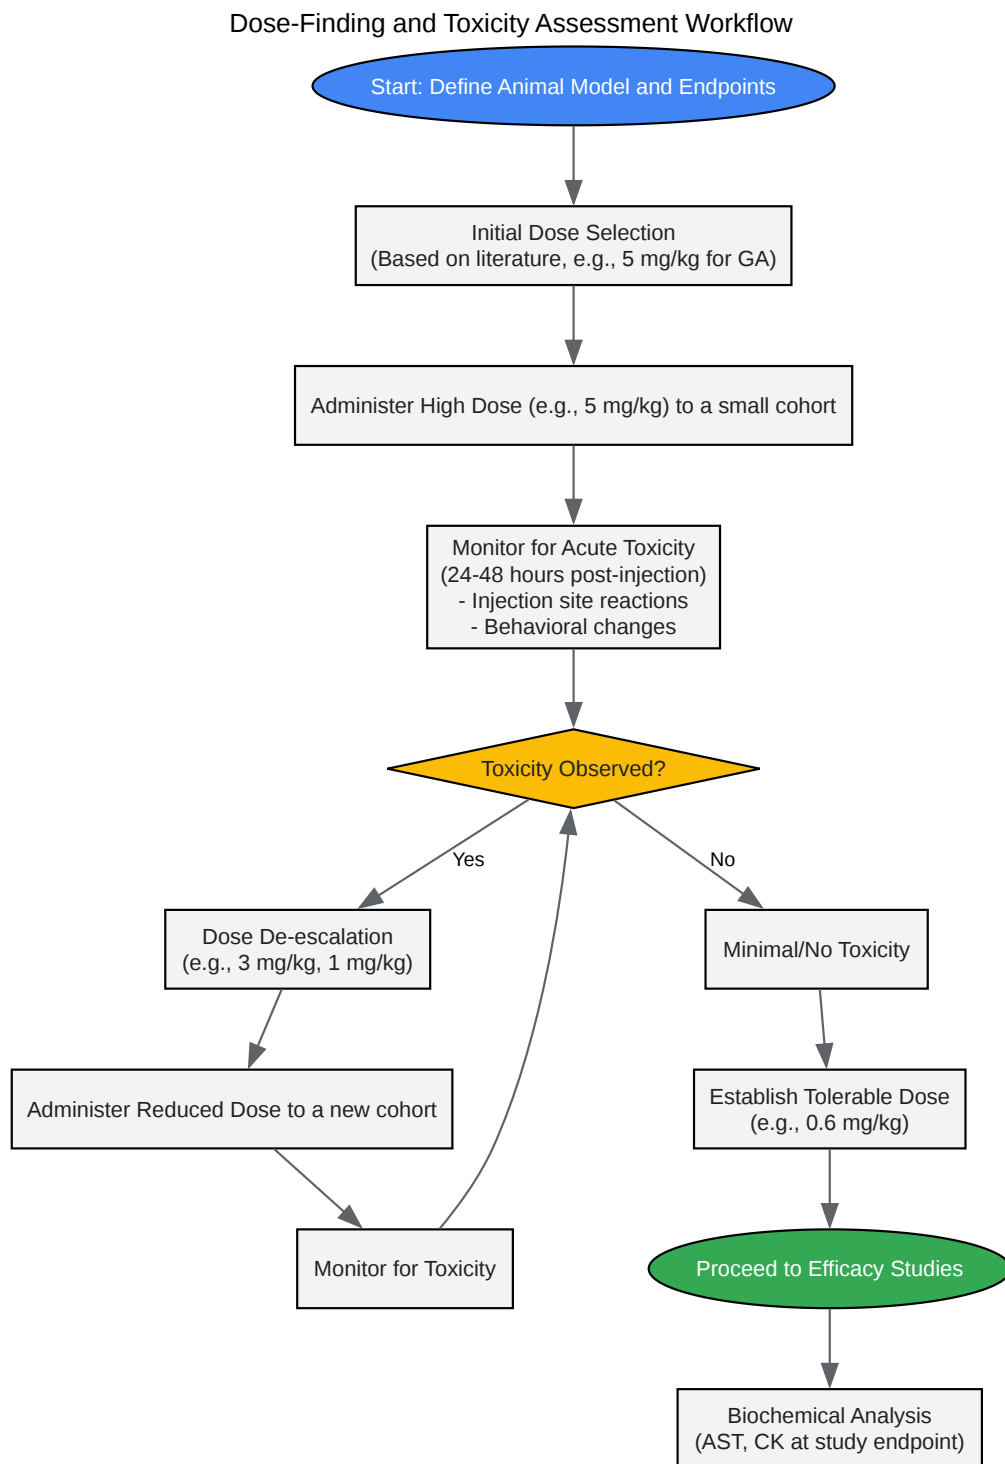 Dose-Finding and Toxicity Assessment Workflow
Start: Define Animal Model and Endpoints
Initial Dose Selection
(Based on literature, e.g., 5 mg/kg for GA)
Administer High Dose (e.g., 5 mg/kg) to a small cohort
Monitor for Acute Toxicity
(24-48 hours post-injection)
- Injection site reactions
- Behavioral changes
Toxicity Observed?
Yes
No
Dose De-escalation
(e.g., 3 mg/kg, 1 mg/kg)
Minimal/No Toxicity
Administer Reduced Dose to a new cohort
Establish Tolerable Dose
(e.g., 0.6 mg/kg)
Monitor for Toxicity
Proceed to Efficacy Studies
Biochemical Analysis
(AST, CK at study endpoint)